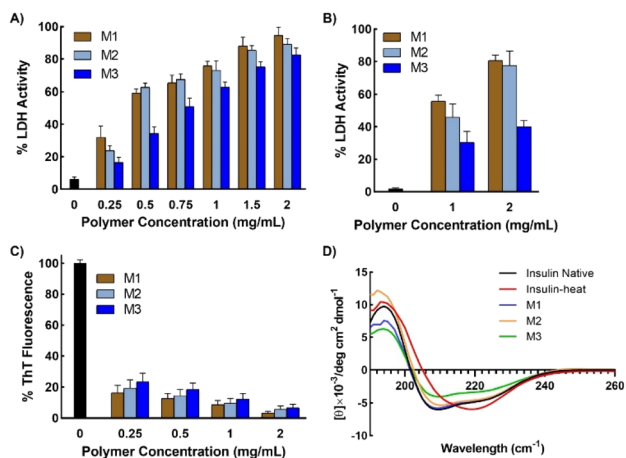 A)
100
80
60
40
20
0
% LDH Activity
M1
M2
M3
0 0.25 0.5 0.75 1 1.5 2
Polymer Concentration (mg/mL)
B)
100
80
60
40
20
0
% LDH Activity
M1
M2
M3
0 1 2
Polymer Concentration (mg/mL)
C)
100
80
60
40
20
0
% ThT Fluorescence
M1
M2
M3
0 0.25 0.5 1 2
Polymer Concentration (mg/mL)
D)
15
10
5
0
-5
-10
[θ]×10⁻³/deg cm² dmol⁻¹
Insulin Native
Insulin-heat
M1
M2
M3
200 220 240 260
Wavelength (cm⁻¹)